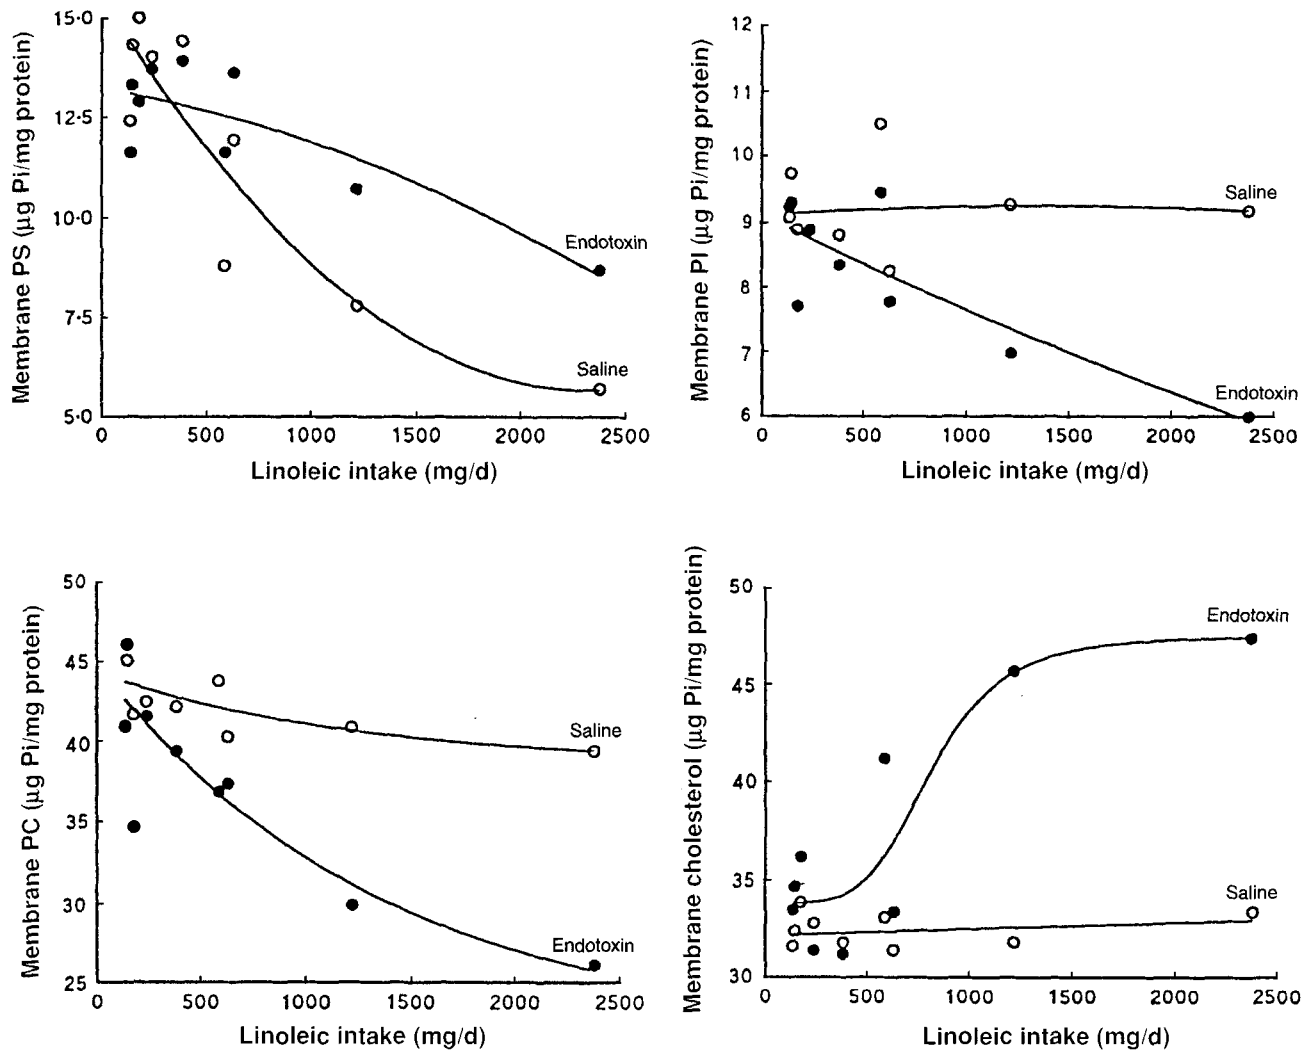 Membrane PS (µg Pi/mg protein)
15·0
12·5
10·0
7·5
5·0
Endotoxin
Saline
0 500 1000 1500 2000 2500
Linoleic intake (mg/d)
Membrane PI (µg Pi/mg protein)
12
11
10
9
8
7
6
Saline
Endotoxin
0 500 1000 1500 2000 2500
Linoleic intake (mg/d)
Membrane PC (µg Pi/mg protein)
50
45
40
35
30
25
Saline
Endotoxin
0 500 1000 1500 2000 2500
Linoleic intake (mg/d)
Membrane cholesterol (µg Pi/mg protein)
50
45
40
35
30
Endotoxin
Saline
0 500 1000 1500 2000 2500
Linoleic intake (mg/d)